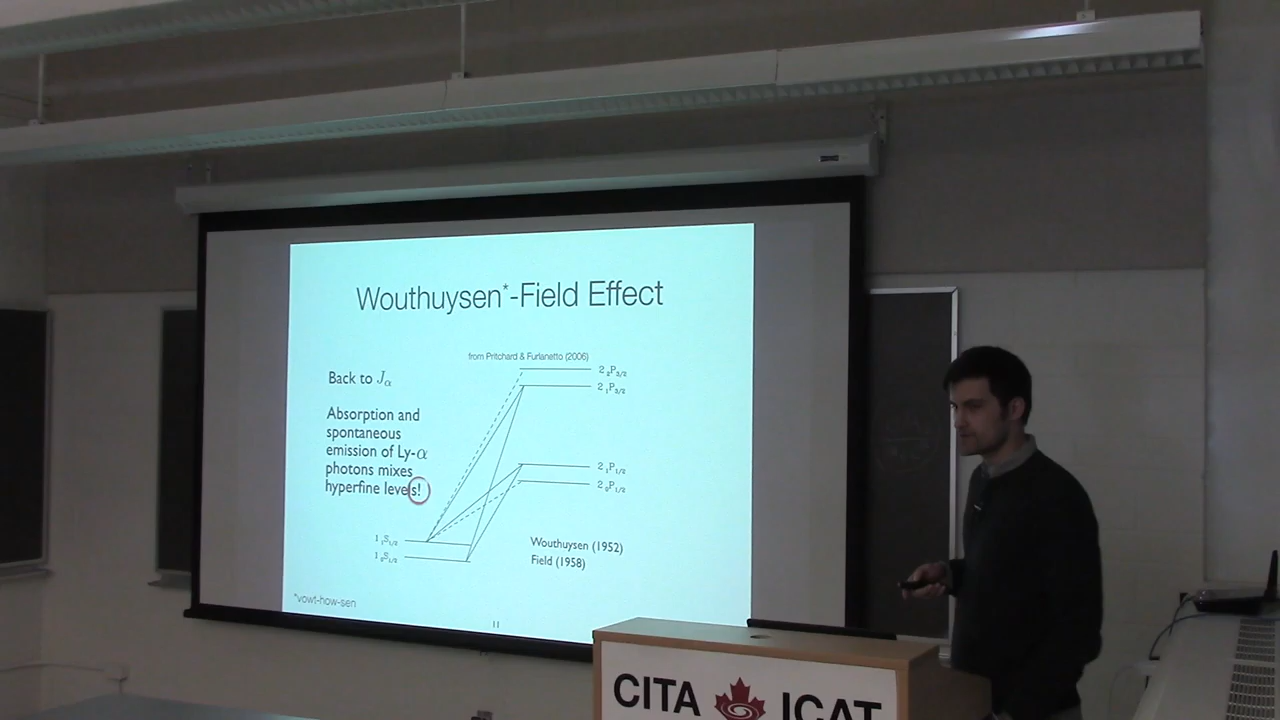 Wouthuysen*-Field Effect
from Pritchard & Furlanetto (2006)
Back to Jα
Absorption and
spontaneous
emission of Ly-α
photons mixes
hyperfine levels!
2 ₂P₃/₂
2 ₁P₃/₂
2 ₁P₁/₂
2 ₀P₁/₂
1 ₁S₁/₂
1 ₀S₁/₂
Wouthuysen (1952)
Field (1958)
*vowt-how-sen
11
CITA ICAT